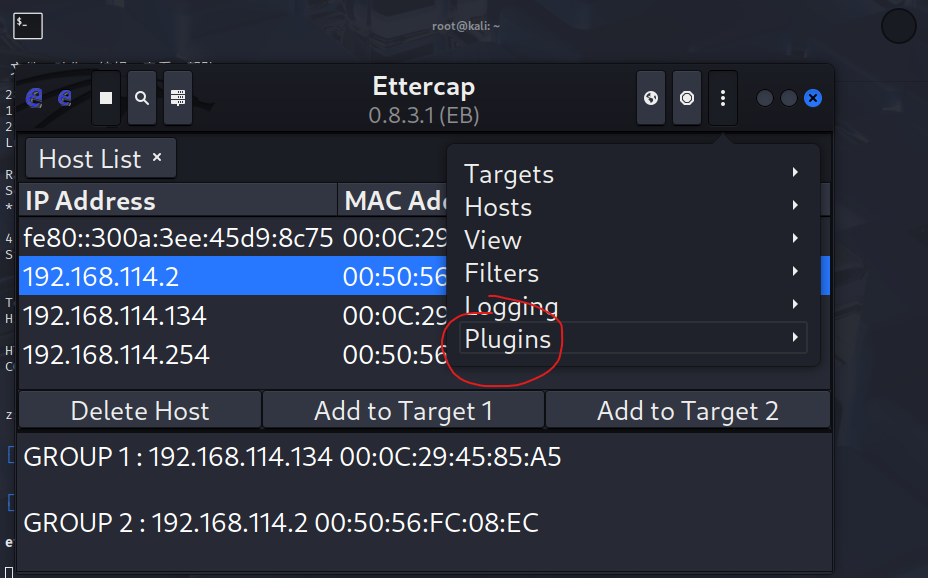 root@kali: ~
Ettercap
0.8.3.1 (EB)
Host List ×
IP Address MAC Add
fe80::300a:3ee:45d9:8c75 00:0C:29
192.168.114.2 00:50:56
192.168.114.134 00:0C:29
192.168.114.254 00:50:56
Targets
Hosts
View
Filters
Logging
Plugins
Delete Host Add to Target 1 Add to Target 2
GROUP 1 : 192.168.114.134 00:0C:29:45:85:A5
GROUP 2 : 192.168.114.2 00:50:56:FC:08:EC